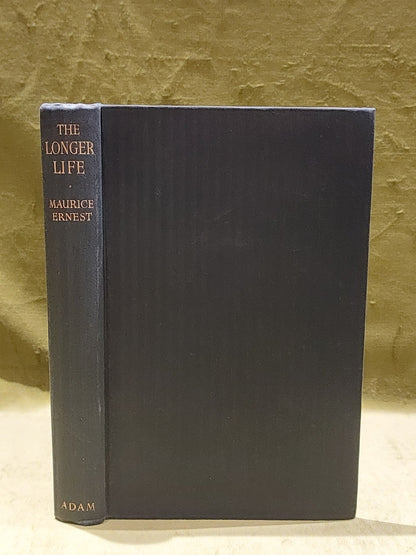 THE
LONGER
LIFE
MAURICE
ERNEST
ADAM